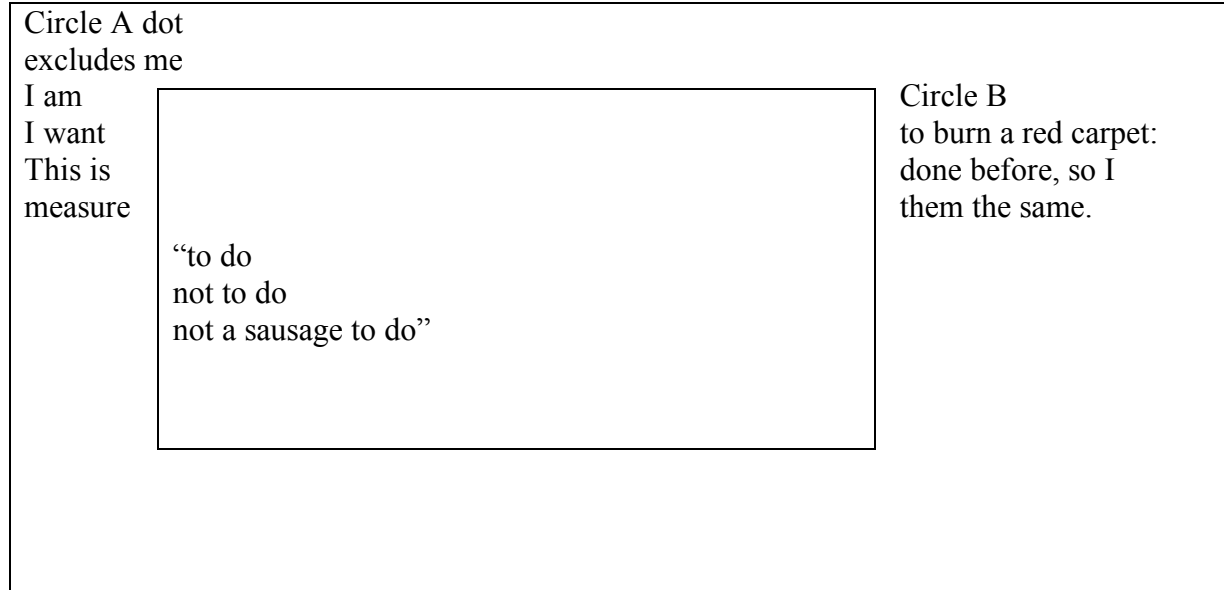 Circle A dot
excludes me
I am Circle B
I want to burn a red carpet:
This is done before, so I
measure them the same.
“to do
not to do
not a sausage to do”